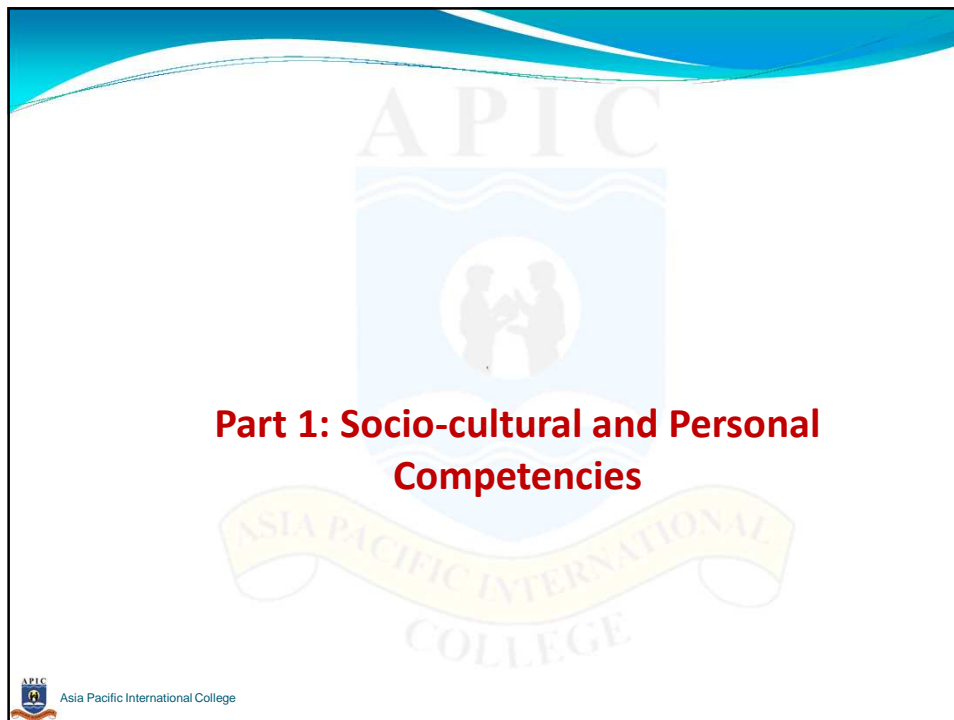 APIC
Part 1: Socio-cultural and Personal
Competencies
ASIA PACIFIC INTERNATIONAL
COLLEGE
APIC
Asia Pacific International College